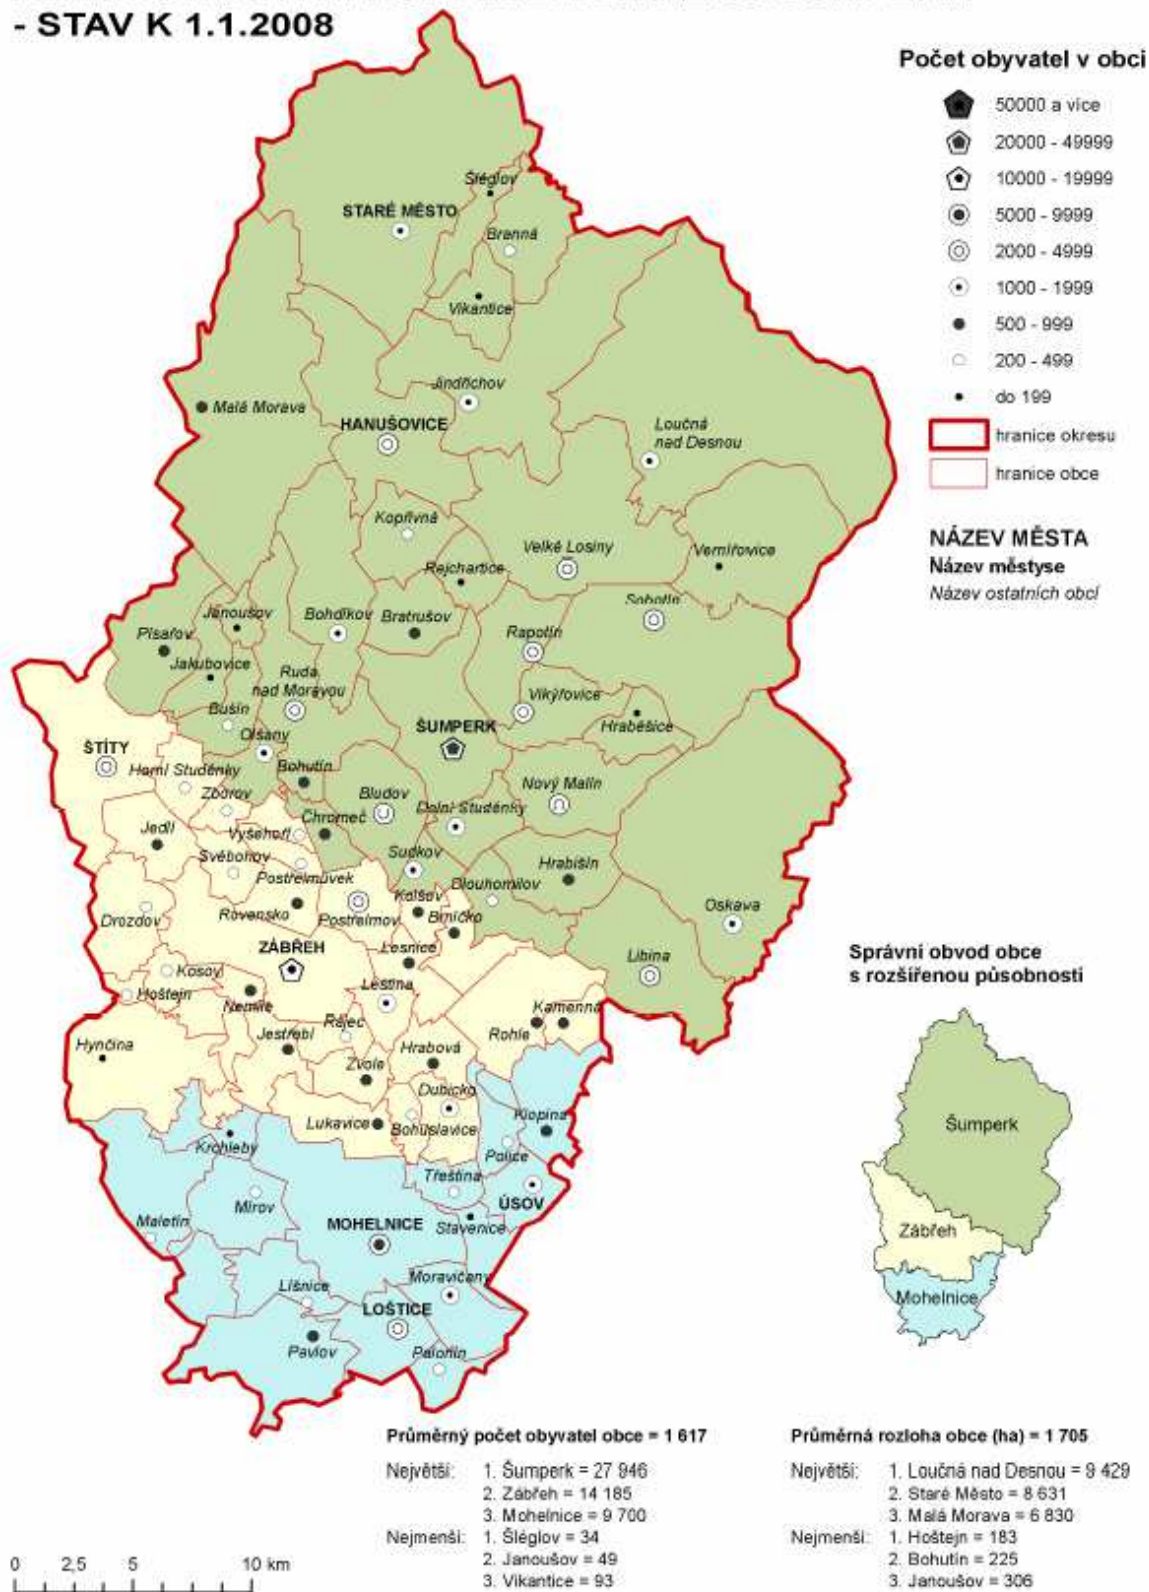 - STAV K 1.1.2008
Počet obyvatel v obci
50000 a více
20000 - 49999
10000 - 19999
5000 - 9999
2000 - 4999
1000 - 1999
500 - 999
200 - 499
do 199
hranice okresu
hranice obce
NÁZEV MĚSTA
Název městyse
Název ostatních obcí
Šléglov
STARÉ MĚSTO
Branná
Vikantice
Jindřichov
Malá Morava
HANUŠOVICE
Loučná
nad Desnou
Kopřivná
Velké Losiny
Vernířovice
Rejchartice
Sobotín
Janoušov
Bohdíkov
Bratrušov
Rapotín
Písařov
Jakubovice
Ruda
nad Moravou
Vikýřovice
Bušín
Hraběšice
ŠUMPERK
Olšany
ŠTÍTY
Horní Studénky
Bohutín
Nový Malín
Zborov
Bludov
Dolní Studénky
Chromeč
Jedlí
Vyšehoří
Svébohov
Sudkov
Hrabišín
Postřelmůvek
Dlouhomilov
Kolšov
Drozdov
Rovensko
Postřelmov
Brníčko
Oskava
ZÁBŘEH
Lesnice
Libina
Kosov
Leština
Hoštejn
Nemile
Kamenná
Rájec
Rohle
Jestřebí
Hynčina
Zvole
Hrabová
Dubicko
Klopina
Lukavice
Bohuslavice
Krchleby
Police
Třeština
Mírov
ÚSOV
Maletín
MOHELNICE
Stavenice
Moravičany
Líšnice
LOŠTICE
Pavlov
Palonín
Správní obvod obce
s rozšířenou působností
Šumperk
Zábřeh
Mohelnice
Průměrný počet obyvatel obce = 1 617
Největší: 1. Šumperk = 27 946
2. Zábřeh = 14 185
3. Mohelnice = 9 700
Nejmenší: 1. Šléglov = 34
2. Janoušov = 49
3. Vikantice = 93
Průměrná rozloha obce (ha) = 1 705
Největší: 1. Loučná nad Desnou = 9 429
2. Staré Město = 8 631
3. Malá Morava = 6 830
Nejmenší: 1. Hoštejn = 183
2. Bohutín = 225
3. Janoušov = 306
0 2,5 5 10 km